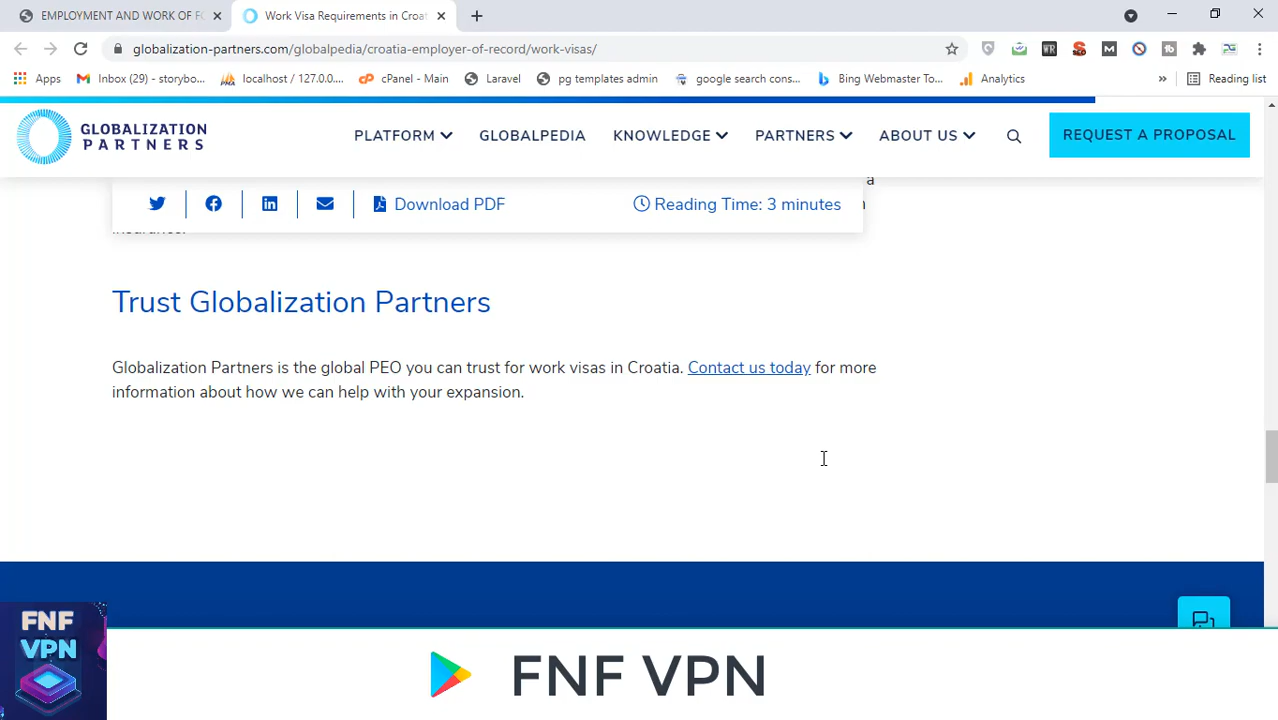 EMPLOYMENT AND WORK OF FO
Work Visa Requirements in Croat
globalization-partners.com/globalpedia/croatia-employer-of-record/work-visas/
Apps
Inbox (29) - storybo...
localhost / 127.0.0....
cPanel - Main
Laravel
pg templates admin
google search cons...
Bing Webmaster To...
Analytics
»
Reading list
GLOBALIZATION
PARTNERS
PLATFORM
GLOBALPEDIA
KNOWLEDGE
PARTNERS
ABOUT US
REQUEST A PROPOSAL
a
Download PDF
Reading Time: 3 minutes
insurance.
Trust Globalization Partners
Globalization Partners is the global PEO you can trust for work visas in Croatia. Contact us today for more
information about how we can help with your expansion.
FNF
VPN
FNF VPN